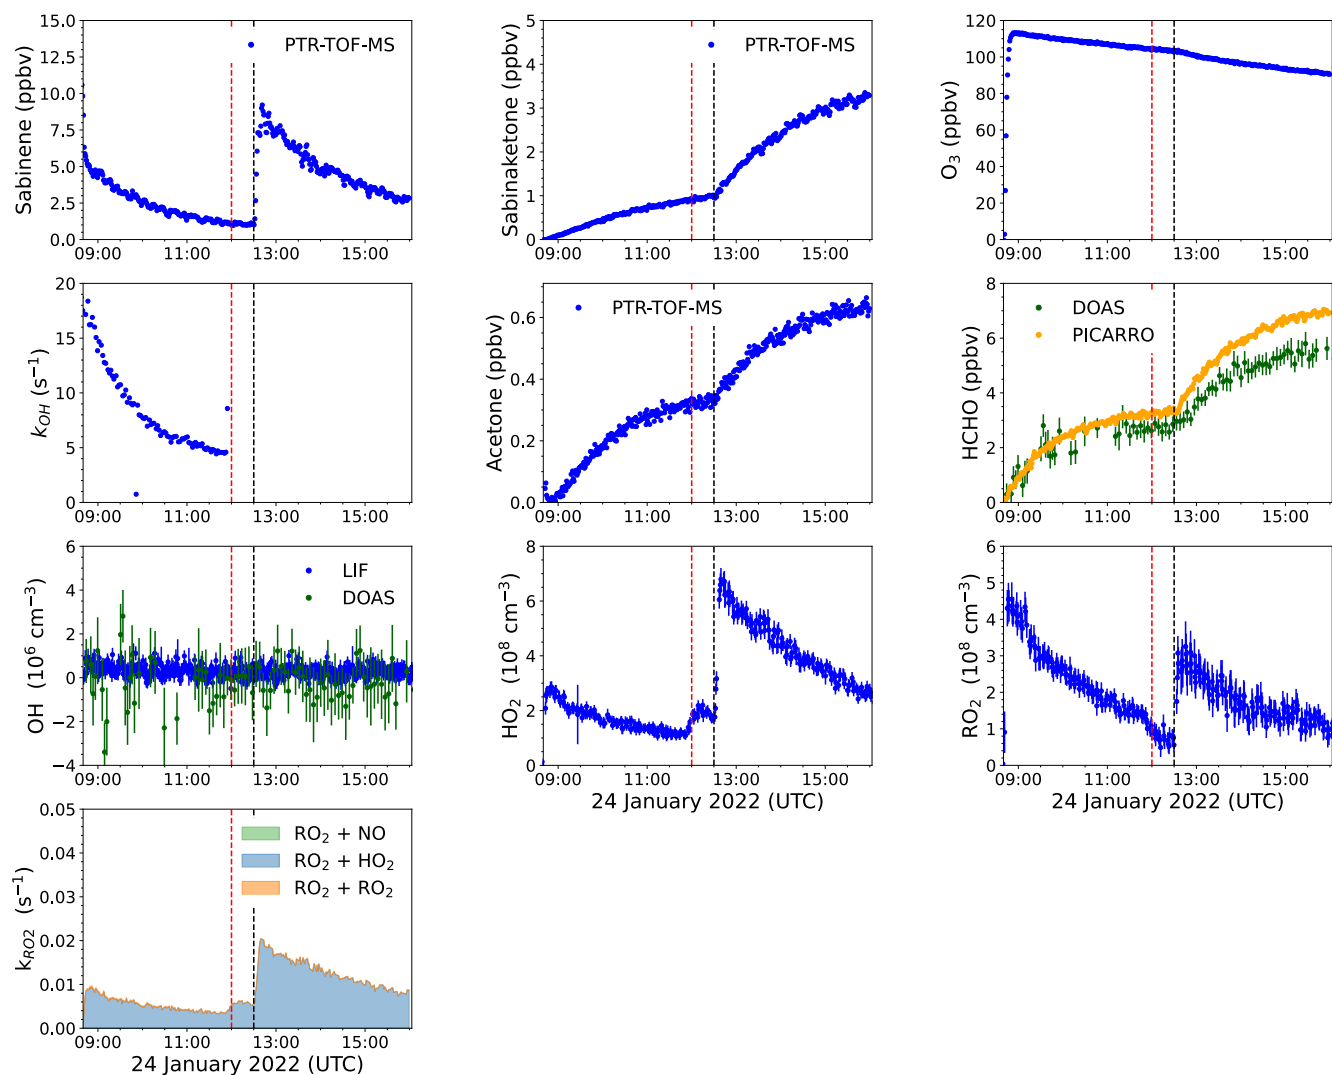 Sabinene (ppbv)
15.0
12.5
10.0
7.5
5.0
2.5
0.0
PTR-TOF-MS
09:00 11:00 13:00 15:00
Sabinaketone (ppbv)
5
4
3
2
1
0
PTR-TOF-MS
09:00 11:00 13:00 15:00
O₃ (ppbv)
120
100
80
60
40
20
0
09:00 11:00 13:00 15:00
k_OH (s⁻¹)
20
15
10
5
0
09:00 11:00 13:00 15:00
Acetone (ppbv)
0.6
0.4
0.2
0.0
PTR-TOF-MS
09:00 11:00 13:00 15:00
HCHO (ppbv)
8
6
4
2
0
DOAS
PICARRO
09:00 11:00 13:00 15:00
OH (10⁶ cm⁻³)
6
4
2
0
−2
−4
LIF
DOAS
09:00 11:00 13:00 15:00
HO₂ (10⁸ cm⁻³)
8
6
4
2
0
09:00 11:00 13:00 15:00
24 January 2022 (UTC)
RO₂ (10⁸ cm⁻³)
6
5
4
3
2
1
0
09:00 11:00 13:00 15:00
24 January 2022 (UTC)
k_RO2 (s⁻¹)
0.05
0.04
0.03
0.02
0.01
0.00
RO₂ + NO
RO₂ + HO₂
RO₂ + RO₂
09:00 11:00 13:00 15:00
24 January 2022 (UTC)